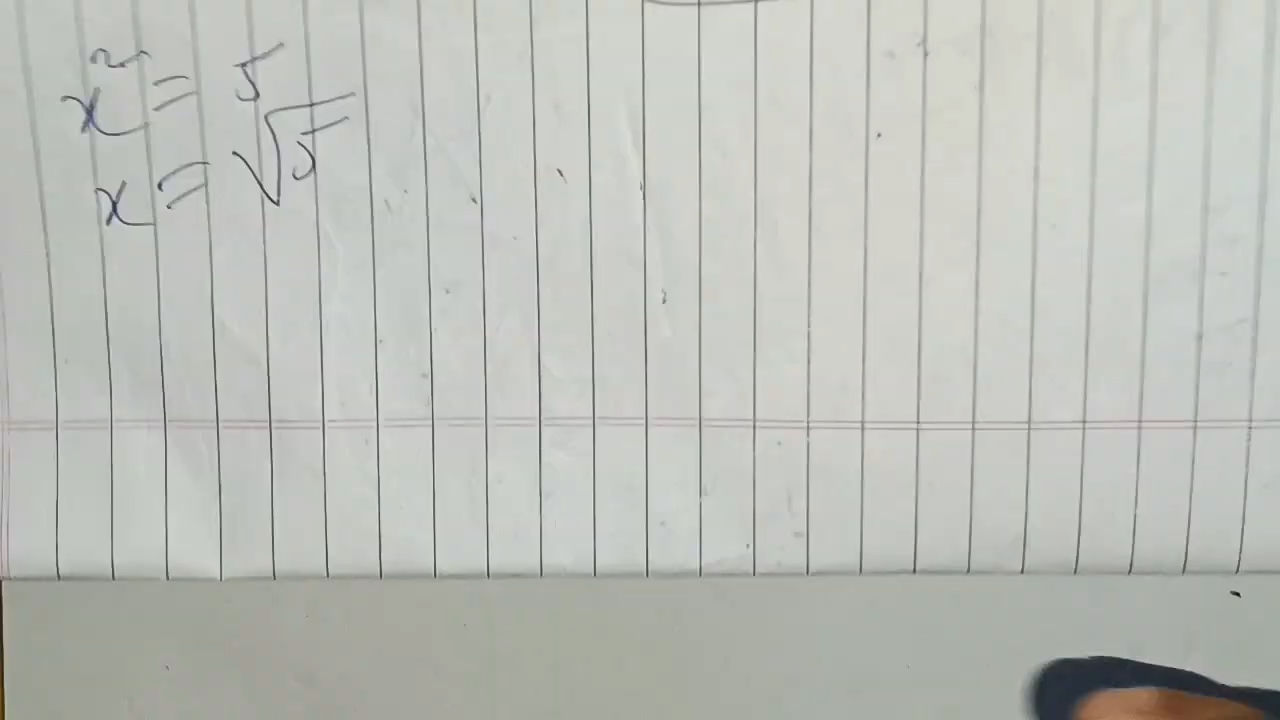 x² = 5
x = √5